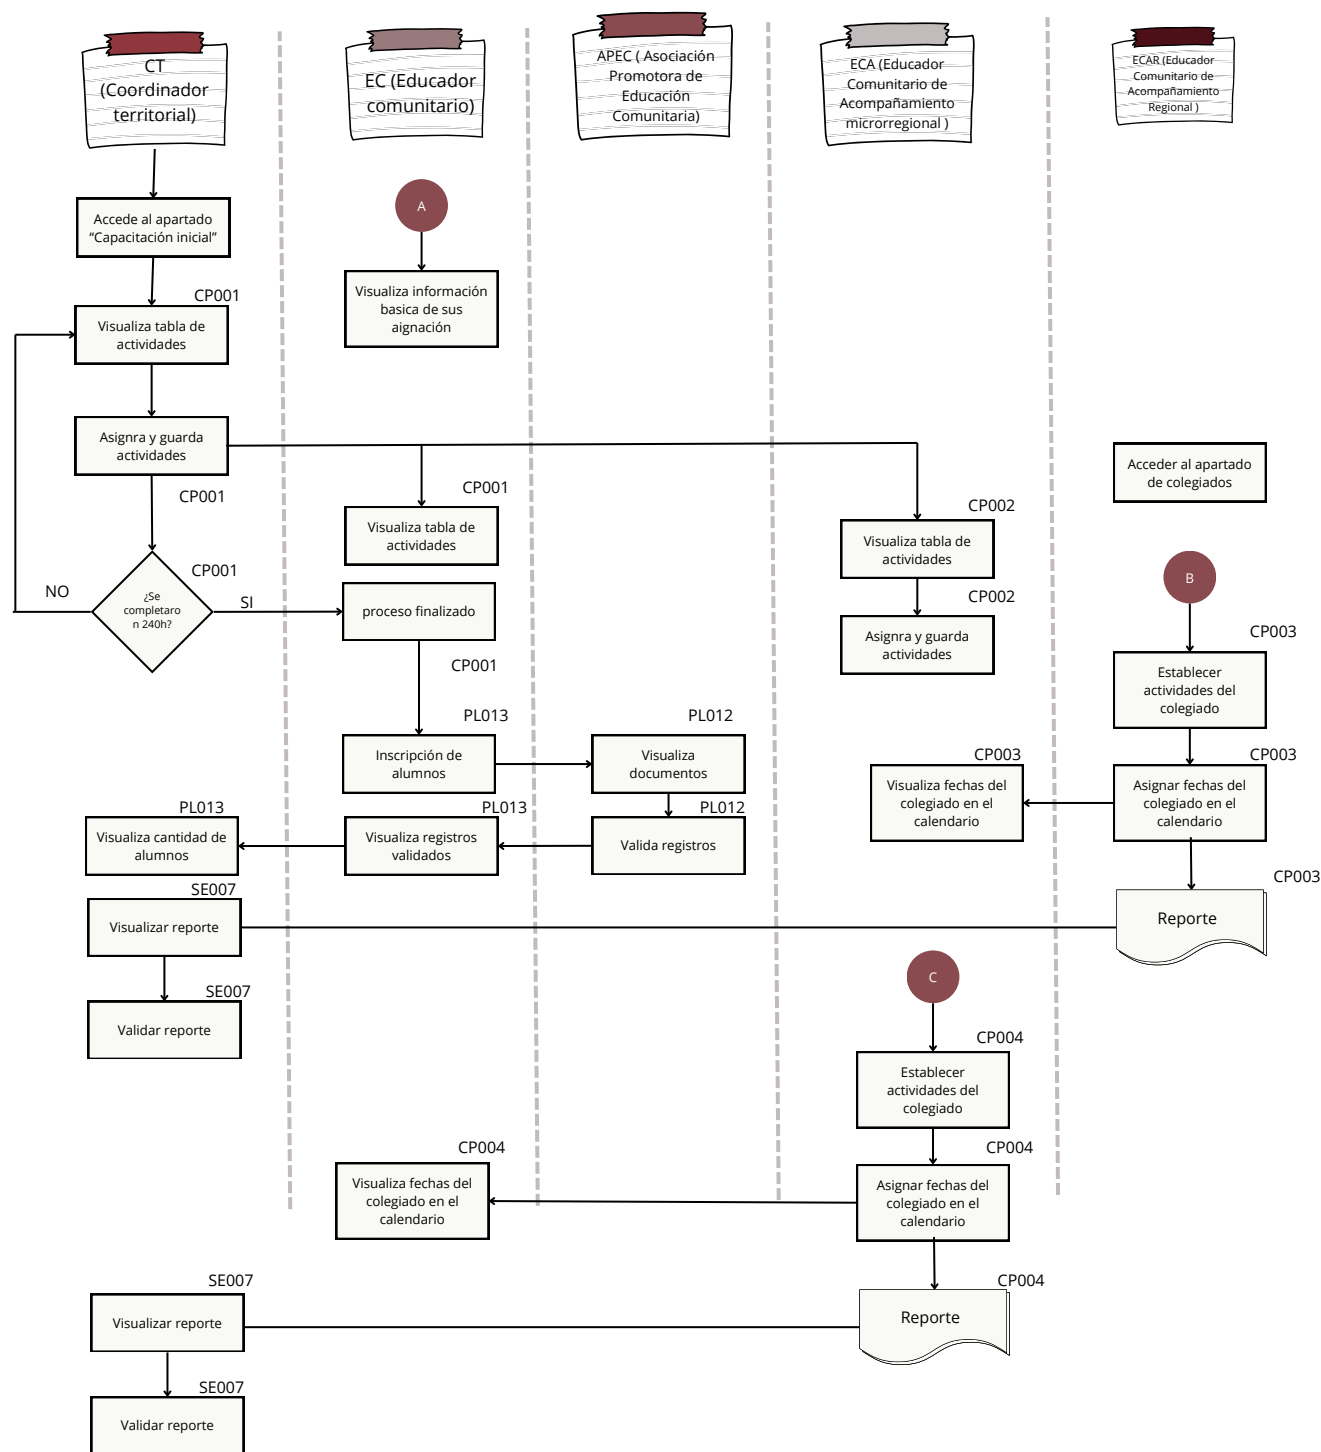 CT
(Coordinador
territorial)
EC (Educador
comunitario)
APEC ( Asociación
Promotora de
Educación
Comunitaria)
ECA (Educador
Comunitario de
Acompañamiento
microrregional )
ECAR (Educador
Comunitario de
Acompañamiento
Regional )
Accede al apartado
“Capacitación inicial”
A
Visualiza información
basica de sus
aignación
CP001
Visualiza tabla de
actividades
Asignra y guarda
actividades
CP001
CP001
Visualiza tabla de
actividades
CP002
Visualiza tabla de
actividades
CP002
Asignra y guarda
actividades
Acceder al apartado
de colegiados
CP001
¿Se
completaro
n 240h?
NO
SI
proceso finalizado
CP001
B
CP003
Establecer
actividades del
colegiado
PL013
Inscripción de
alumnos
PL012
Visualiza
documentos
CP003
Visualiza fechas del
colegiado en el
calendario
CP003
Asignar fechas del
colegiado en el
calendario
PL013
Visualiza cantidad de
alumnos
PL013
Visualiza registros
validados
PL012
Valida registros
SE007
Visualizar reporte
CP003
Reporte
SE007
Validar reporte
C
CP004
Establecer
actividades del
colegiado
CP004
Visualiza fechas del
colegiado en el
calendario
CP004
Asignar fechas del
colegiado en el
calendario
SE007
Visualizar reporte
CP004
Reporte
SE007
Validar reporte